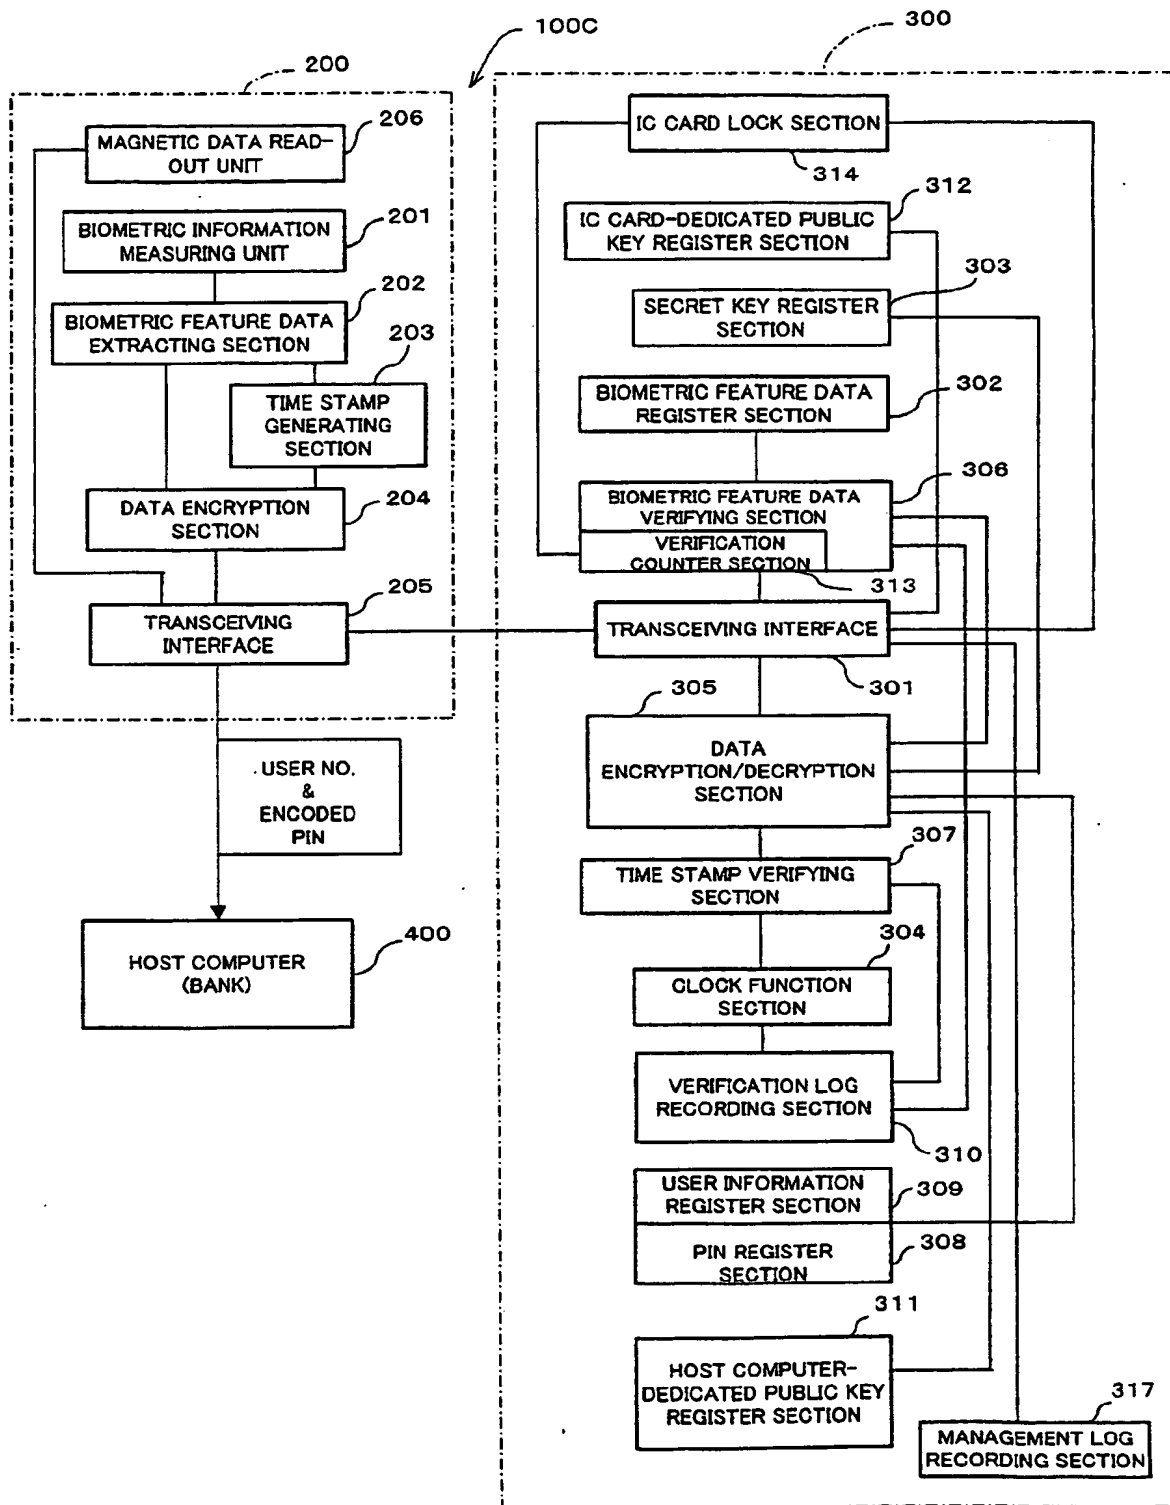 100C
300
200
206
MAGNETIC DATA READ-
OUT UNIT
201
BIOMETRIC INFORMATION
MEASURING UNIT
202
BIOMETRIC FEATURE DATA
EXTRACTING SECTION
203
TIME STAMP
GENERATING
SECTION
204
DATA ENCRYPTION
SECTION
205
TRANSCEIVING
INTERFACE
USER NO.
&
ENCODED
PIN
400
HOST COMPUTER
(BANK)
IC CARD LOCK SECTION
314
312
IC CARD-DEDICATED PUBLIC
KEY REGISTER SECTION
303
SECRET KEY REGISTER
SECTION
302
BIOMETRIC FEATURE DATA
REGISTER SECTION
306
BIOMETRIC FEATURE DATA
VERIFYING SECTION
VERIFICATION
COUNTER SECTION
313
TRANSCEIVING INTERFACE
301
305
DATA
ENCRYPTION/DECRYPTION
SECTION
307
TIME STAMP VERIFYING
SECTION
304
CLOCK FUNCTION
SECTION
VERIFICATION LOG
RECORDING SECTION
310
USER INFORMATION
REGISTER SECTION
309
PIN REGISTER
SECTION
308
311
HOST COMPUTER-
DEDICATED PUBLIC KEY
REGISTER SECTION
317
MANAGEMENT LOG
RECORDING SECTION